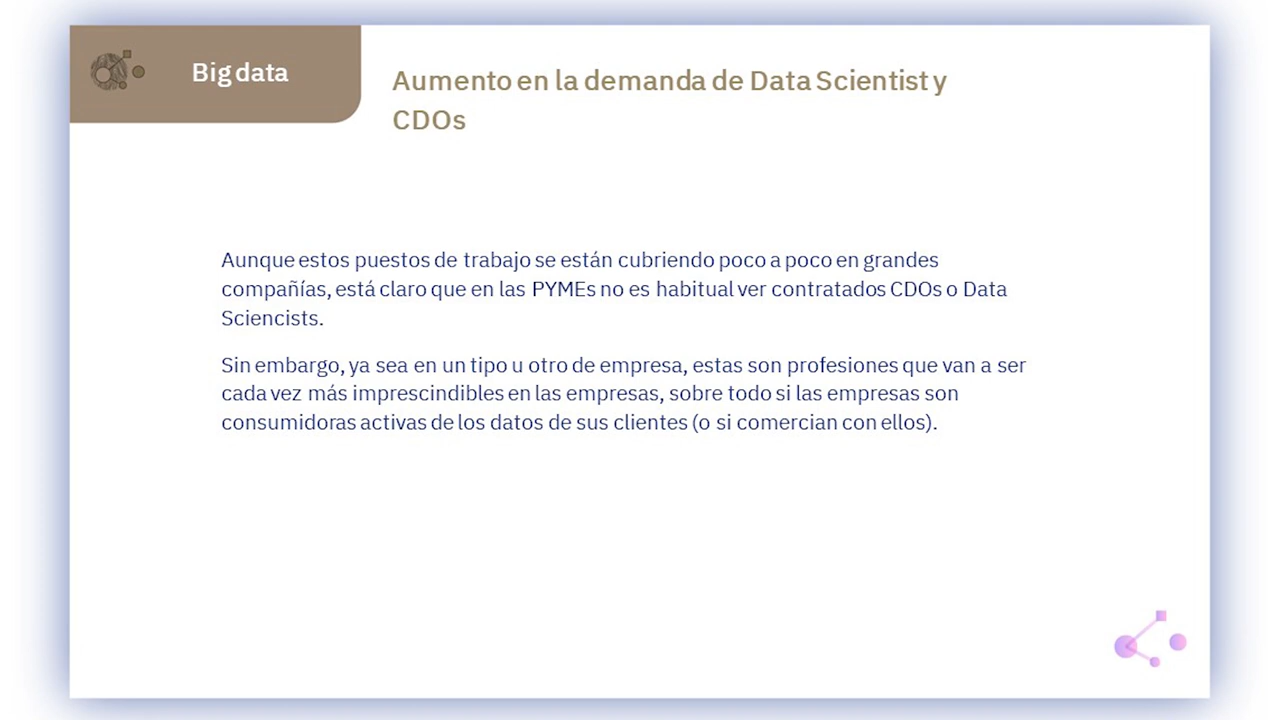 Big data
Aumento en la demanda de Data Scientist y
CDOs
Aunque estos puestos de trabajo se están cubriendo poco a poco en grandes
compañías, está claro que en las PYMEs no es habitual ver contratados CDOs o Data
Sciencists.
Sin embargo, ya sea en un tipo u otro de empresa, estas son profesiones que van a ser
cada vez más imprescindibles en las empresas, sobre todo si las empresas son
consumidoras activas de los datos de sus clientes (o si comercian con ellos).